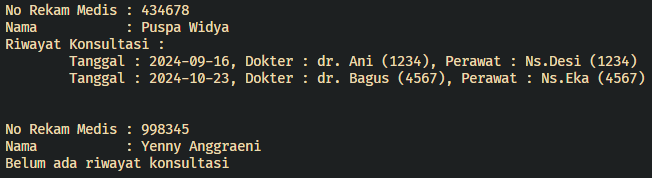 No Rekam Medis : 434678
Nama           : Puspa Widya
Riwayat Konsultasi :
        Tanggal : 2024-09-16, Dokter : dr. Ani (1234), Perawat : Ns.Desi (1234)
        Tanggal : 2024-10-23, Dokter : dr. Bagus (4567), Perawat : Ns.Eka (4567)
No Rekam Medis : 998345
Nama           : Yenny Anggraeni
Belum ada riwayat konsultasi